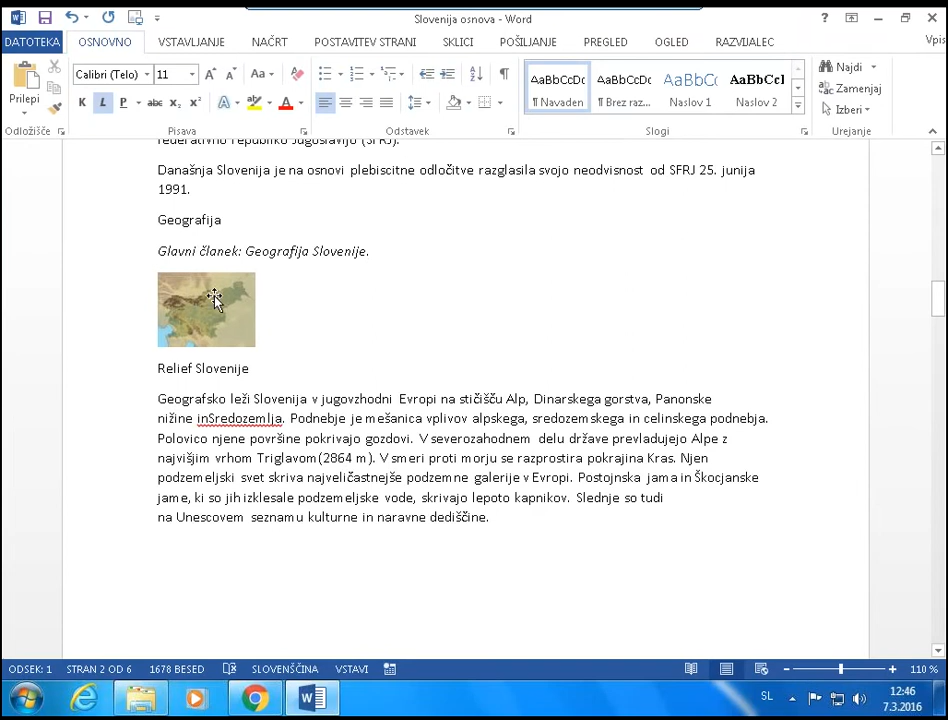 Slovenija osnova - Word
DATOTEKA OSNOVNO VSTAVLJANJE NAČRT POSTAVITEV STRANI SKLICI POŠILJANJE PREGLED OGLED RAZVIJALEC Vpis
Prilepi
Calibri (Telo) 11
Odložišče Pisava Odstavek Slogi Urejanje
AaBbCcDc AaBbCcDc AaBbCc AaBbCcl
¶ Navaden ¶ Brez raz... Naslov 1 Naslov 2
Najdi
Zamenjaj
Izberi
federativno republiko Jugoslavijo (SFRJ).
Današnja Slovenija je na osnovi plebiscitne odločitve razglasila svojo neodvisnost od SFRJ 25. junija
1991.
Geografija
Glavni članek: Geografija Slovenije.
Relief Slovenije
Geografsko leži Slovenija v jugovzhodni Evropi na stičišču Alp, Dinarskega gorstva, Panonske
nižine inSredozemlja. Podnebje je mešanica vplivov alpskega, sredozemskega in celinskega podnebja.
Polovico njene površine pokrivajo gozdovi. V severozahodnem delu države prevladujejo Alpe z
najvišjim vrhom Triglavom(2864 m). V smeri proti morju se razprostira pokrajina Kras. Njen
podzemeljski svet skriva najveličastnejše podzemne galerije v Evropi. Postojnska jama in Škocjanske
jame, ki so jih izklesale podzemeljske vode, skrivajo lepoto kapnikov. Slednje so tudi
na Unescovem seznamu kulturne in naravne dediščine.
ODSEK: 1 STRAN 2 OD 6 1678 BESED SLOVENŠČINA VSTAVI 110 %
SL 12:46
7.3.2016